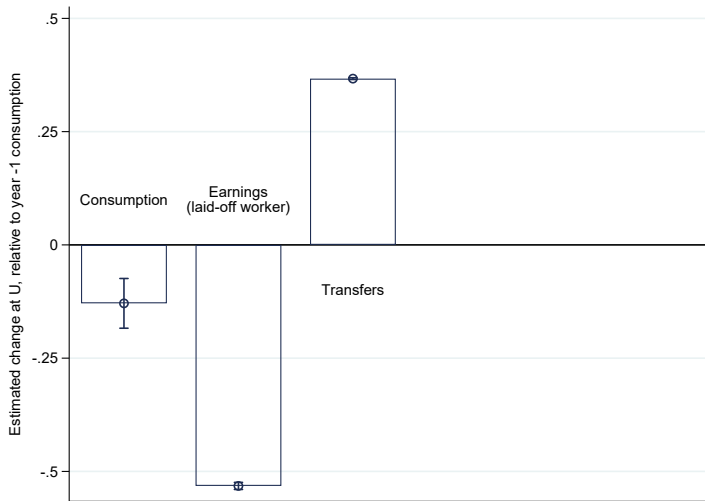 Estimated change at U, relative to year -1 consumption
.5
.25
0
-.25
-.5
Consumption
Earnings
(laid-off worker)
Transfers